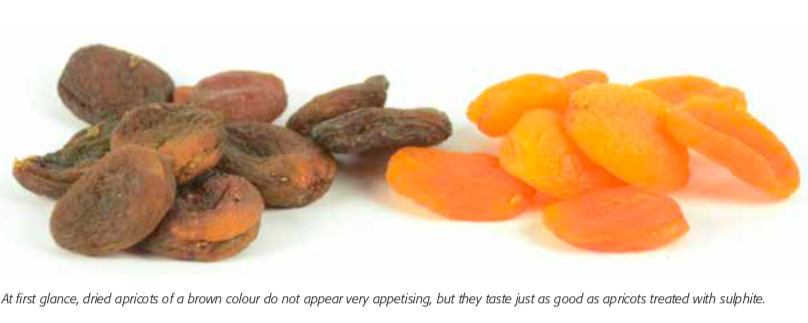 At first glance, dried apricots of a brown colour do not appear very appetising, but they taste just as good as apricots treated with sulphite.